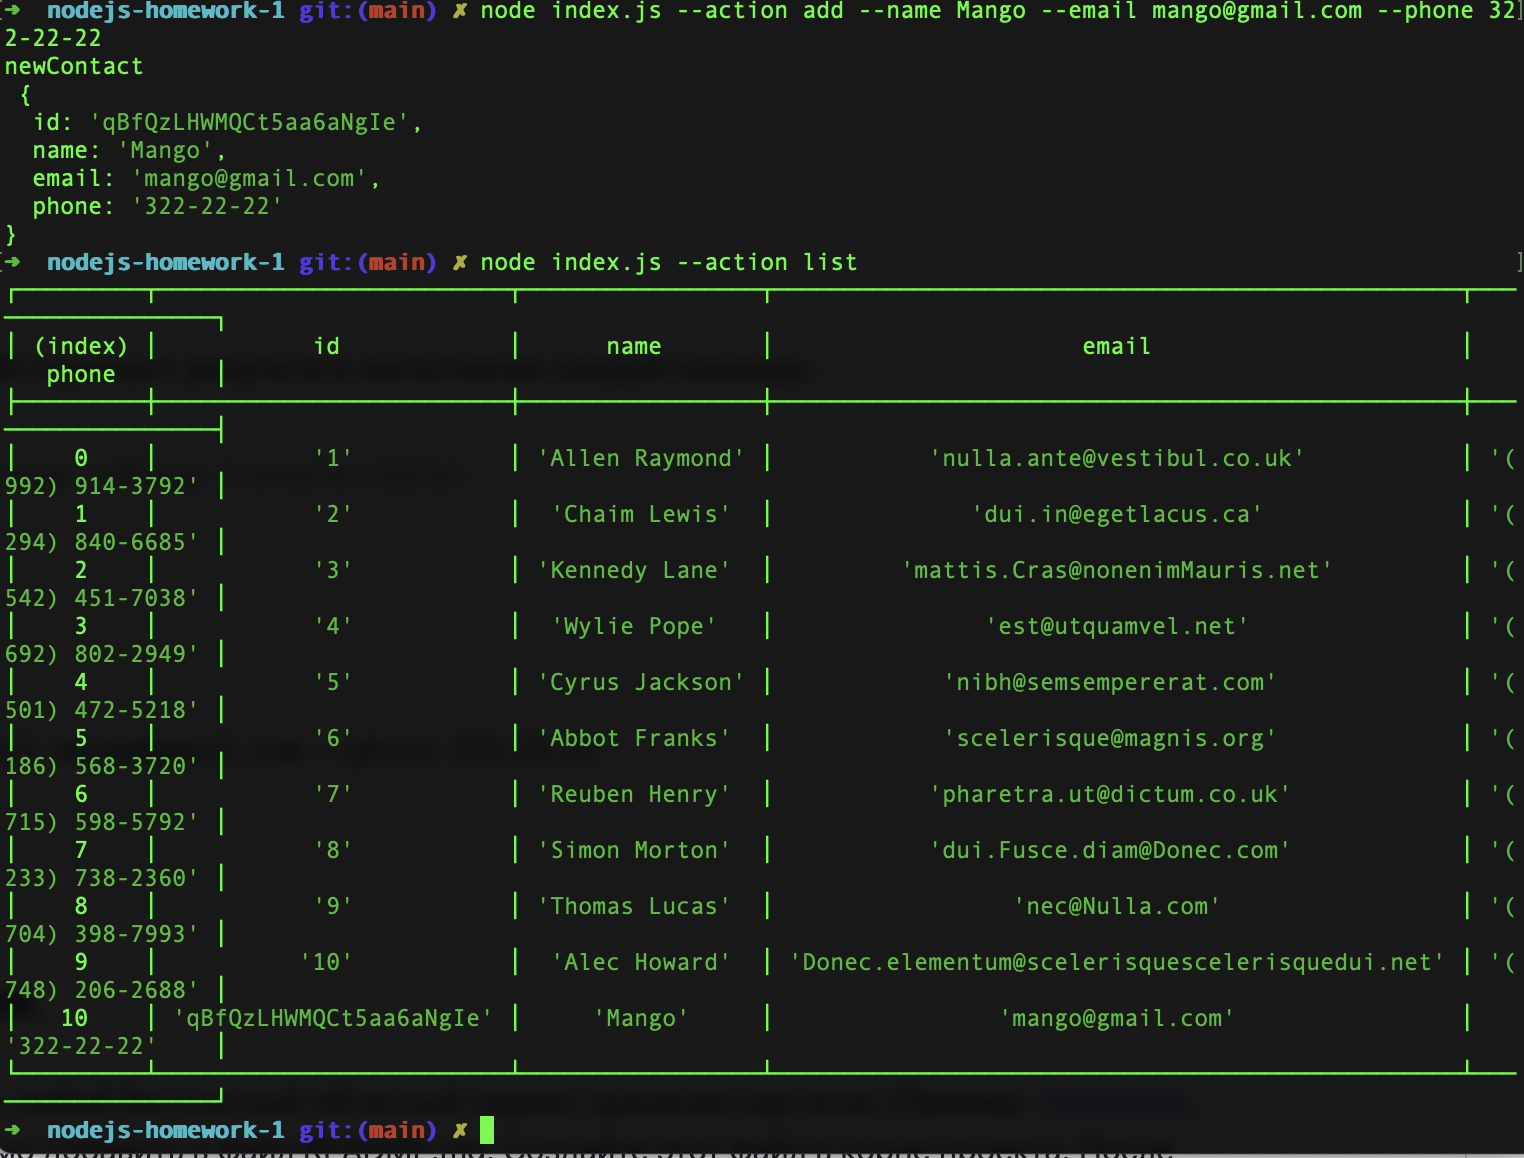 ➜  nodejs-homework-1 git:(main) ✗ node index.js --action add --name Mango --email mango@gmail.com --phone 32
2-22-22
newContact
 {
  id: 'qBfQzLHWMQCt5aa6aNgIe',
  name: 'Mango',
  email: 'mango@gmail.com',
  phone: '322-22-22'
}
➜  nodejs-homework-1 git:(main) ✗ node index.js --action list
│ (index) │ id │ name │ email │
phone │
│ 0 │ '1' │ 'Allen Raymond' │ 'nulla.ante@vestibul.co.uk' │ '(
992) 914-3792' │
│ 1 │ '2' │ 'Chaim Lewis' │ 'dui.in@egetlacus.ca' │ '(
294) 840-6685' │
│ 2 │ '3' │ 'Kennedy Lane' │ 'mattis.Cras@nonenimMauris.net' │ '(
542) 451-7038' │
│ 3 │ '4' │ 'Wylie Pope' │ 'est@utquamvel.net' │ '(
692) 802-2949' │
│ 4 │ '5' │ 'Cyrus Jackson' │ 'nibh@semsempererat.com' │ '(
501) 472-5218' │
│ 5 │ '6' │ 'Abbot Franks' │ 'scelerisque@magnis.org' │ '(
186) 568-3720' │
│ 6 │ '7' │ 'Reuben Henry' │ 'pharetra.ut@dictum.co.uk' │ '(
715) 598-5792' │
│ 7 │ '8' │ 'Simon Morton' │ 'dui.Fusce.diam@Donec.com' │ '(
233) 738-2360' │
│ 8 │ '9' │ 'Thomas Lucas' │ 'nec@Nulla.com' │ '(
704) 398-7993' │
│ 9 │ '10' │ 'Alec Howard' │ 'Donec.elementum@scelerisquescelerisquedui.net' │ '(
748) 206-2688' │
│ 10 │ 'qBfQzLHWMQCt5aa6aNgIe' │ 'Mango' │ 'mango@gmail.com' │
'322-22-22' │
➜  nodejs-homework-1 git:(main) ✗